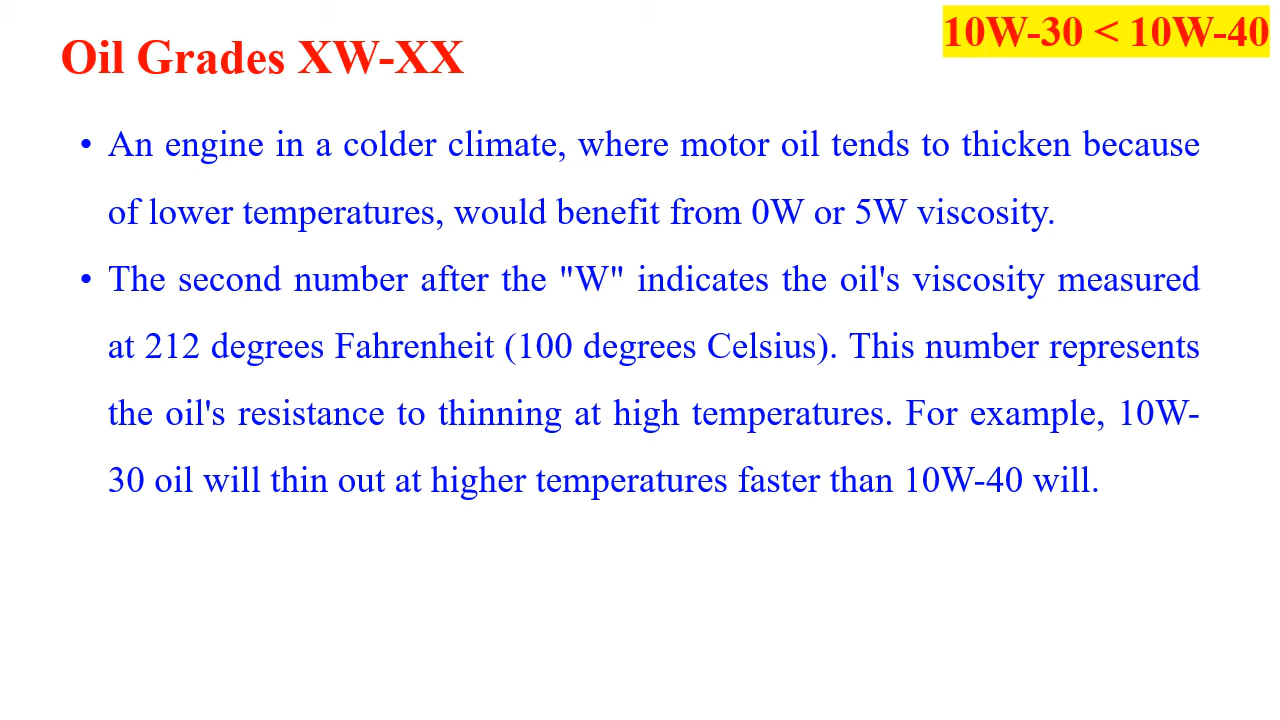 10W-30 < 10W-40
Oil Grades XW-XX
• An engine in a colder climate, where motor oil tends to thicken because
of lower temperatures, would benefit from 0W or 5W viscosity.
• The second number after the "W" indicates the oil's viscosity measured
at 212 degrees Fahrenheit (100 degrees Celsius). This number represents
the oil's resistance to thinning at high temperatures. For example, 10W-
30 oil will thin out at higher temperatures faster than 10W-40 will.